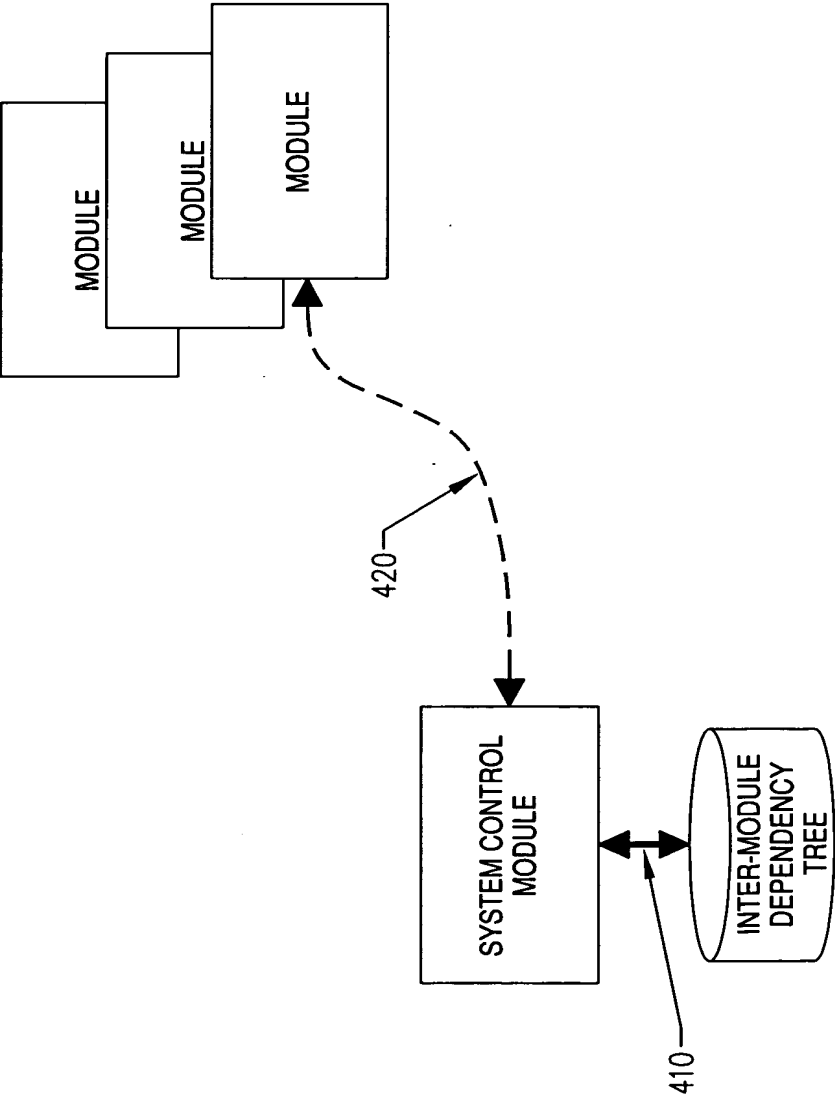 MODULE
MODULE
MODULE
420
SYSTEM CONTROL
MODULE
410
INTER-MODULE
DEPENDENCY
TREE